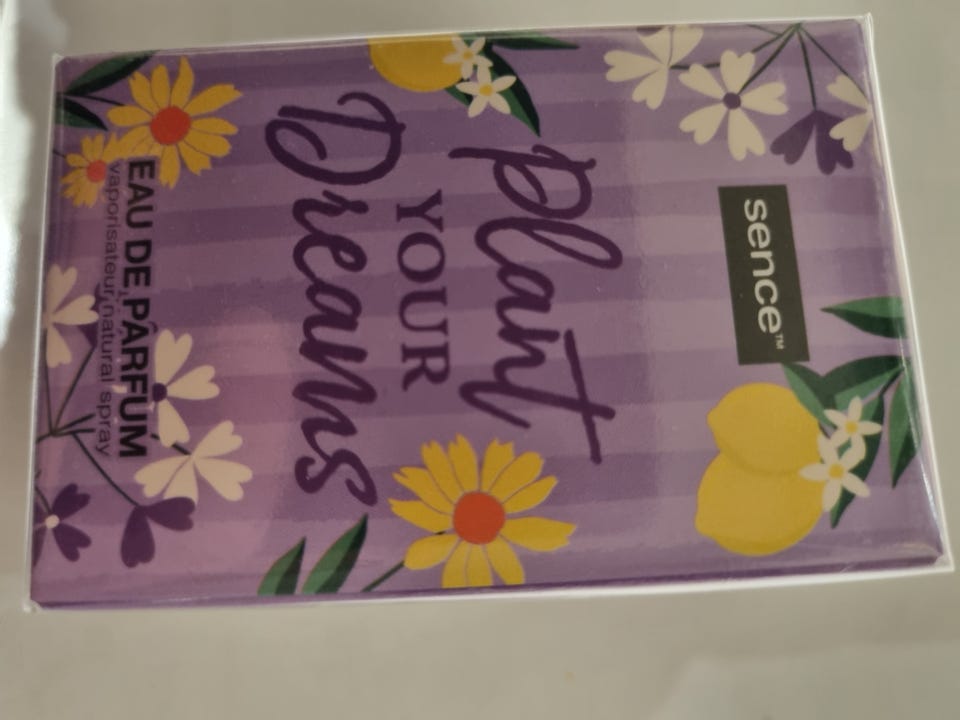 sence™
Plant
YOUR
Dreams
EAU DE PARFUM
vaporisateur/natural spray